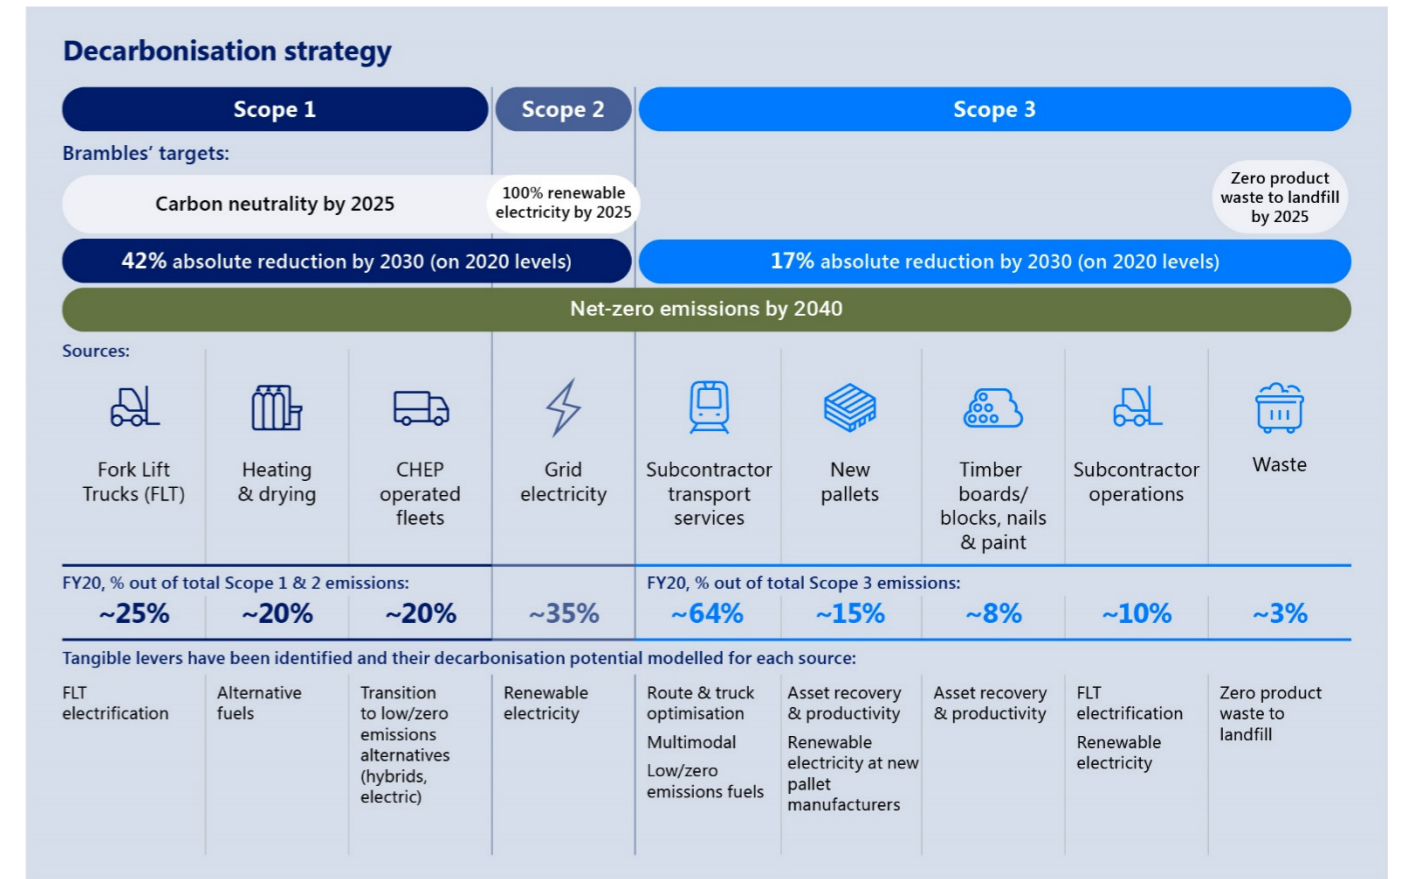 Decarbonisation strategy
Scope 1
Scope 2
Scope 3
Brambles’ targets:
Carbon neutrality by 2025
100% renewable
electricity by 2025
Zero product
waste to landfill
by 2025
42% absolute reduction by 2030 (on 2020 levels)
17% absolute reduction by 2030 (on 2020 levels)
Net-zero emissions by 2040
Sources:
Fork Lift
Trucks (FLT)
Heating
& drying
CHEP
operated
fleets
Grid
electricity
Subcontractor
transport
services
New
pallets
Timber
boards/
blocks, nails
& paint
Subcontractor
operations
Waste
FY20, % out of total Scope 1 & 2 emissions:
FY20, % out of total Scope 3 emissions:
~25%
~20%
~20%
~35%
~64%
~15%
~8%
~10%
~3%
Tangible levers have been identified and their decarbonisation potential modelled for each source:
FLT
electrification
Alternative
fuels
Transition
to low/zero
emissions
alternatives
(hybrids,
electric)
Renewable
electricity
Route & truck
optimisation
Multimodal
Low/zero
emissions fuels
Asset recovery
& productivity
Renewable
electricity at new
pallet
manufacturers
Asset recovery
& productivity
FLT
electrification
Renewable
electricity
Zero product
waste to
landfill